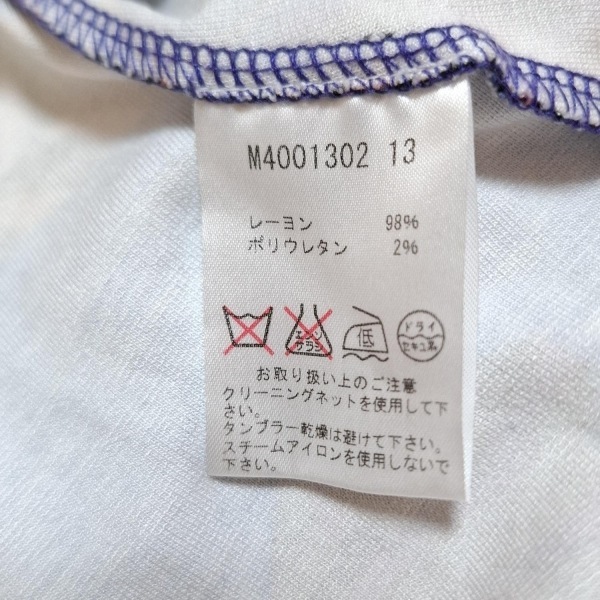 M4001302 13
レーヨン 98%
ポリウレタン 2%
エンソ
サラシ
低
ドライ
セキユ系
お取り扱い上のご注意
クリーニングネットを使用して下
さい。
タンブラー乾燥は避けて下さい。
スチームアイロンを使用しないで
下さい。